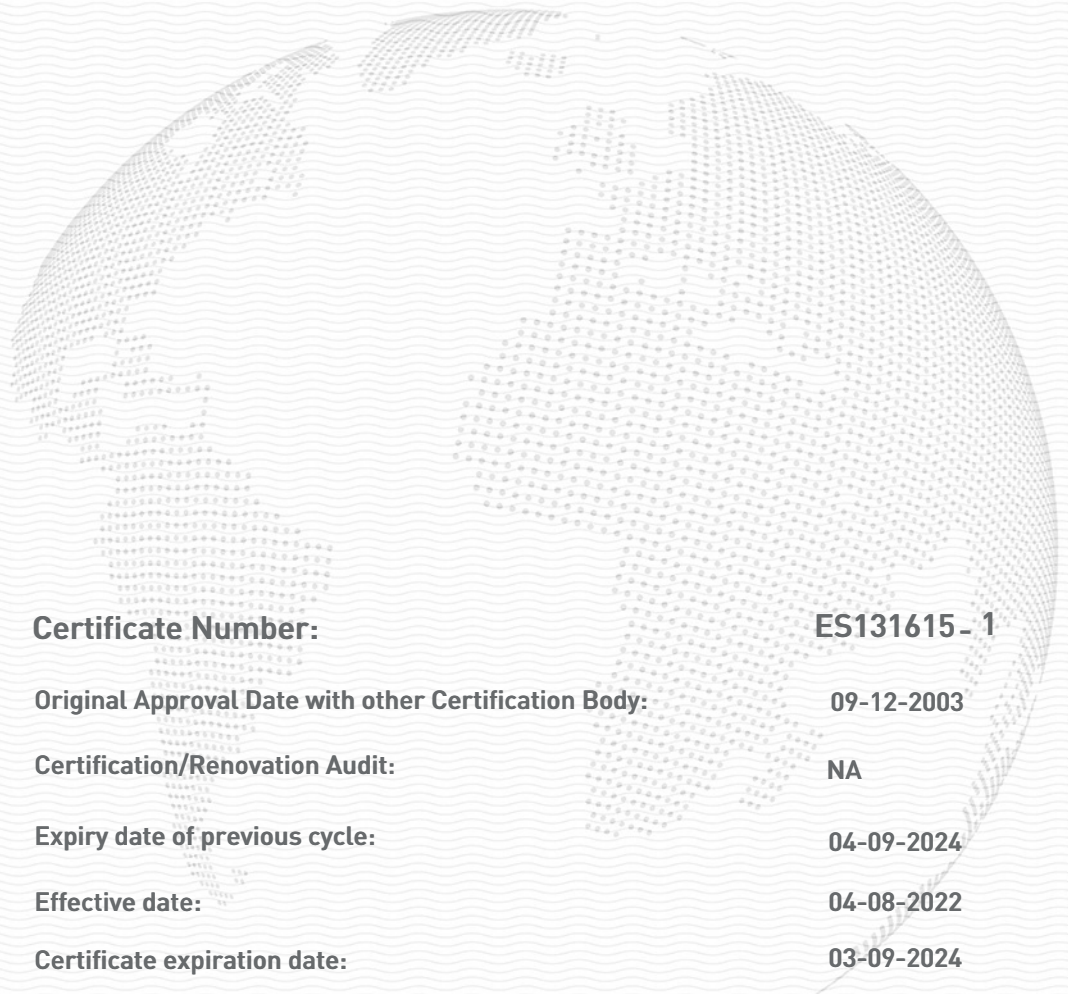 Certificate Number: ES131615- 1
Original Approval Date with other Certification Body: 09-12-2003
Certification/Renovation Audit: NA
Expiry date of previous cycle: 04-09-2024
Effective date: 04-08-2022
Certificate expiration date: 03-09-2024